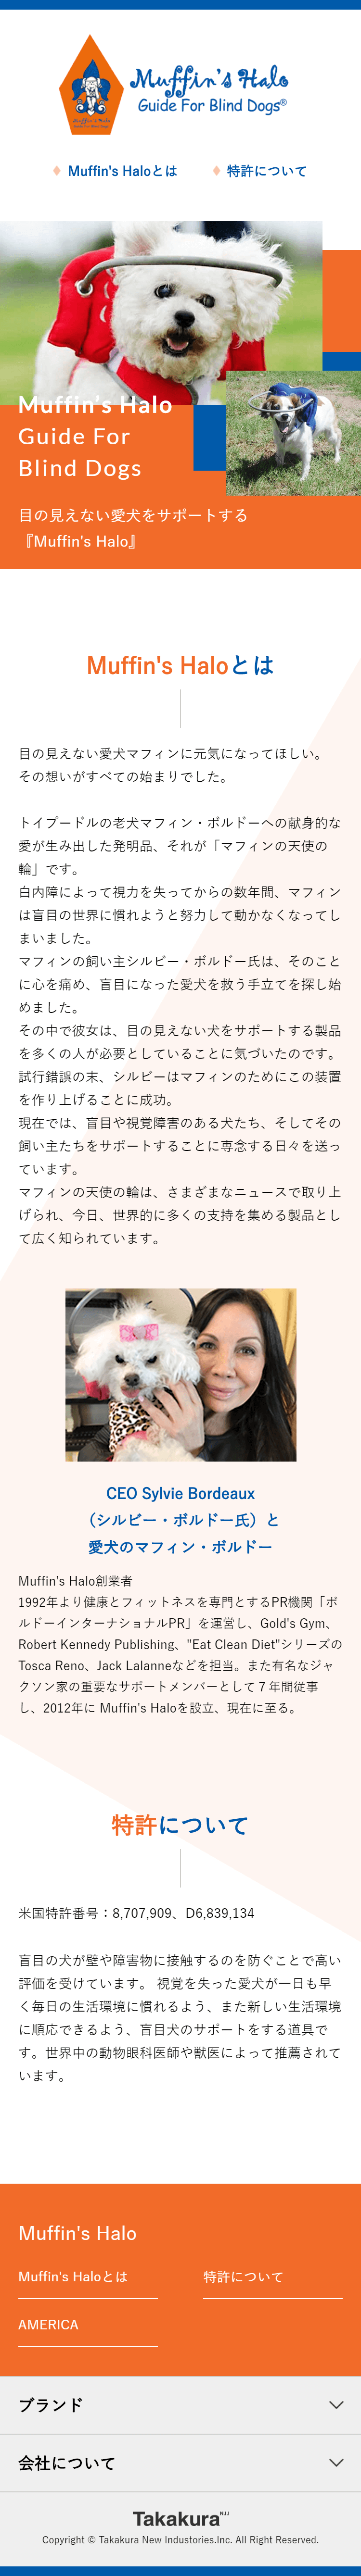 Muffin's Halo
Guide For Blind Dogs®
Muffin's Haloとは
特許について
Muffin's Halo
Guide For
Blind Dogs
目の見えない愛犬をサポートする
『Muffin's Halo』
Muffin's Haloとは
目の見えない愛犬マフィンに元気になってほしい。
その想いがすべての始まりでした。
トイプードルの老犬マフィン・ボルドーへの献身的な
愛が生み出した発明品、それが「マフィンの天使の
輪」です。
白内障によって視力を失ってからの数年間、マフィン
は盲目の世界に慣れようと努力して動かなくなってし
まいました。
マフィンの飼い主シルビー・ボルドー氏は、そのこと
に心を痛め、盲目になった愛犬を救う手立てを探し始
めました。
その中で彼女は、目の見えない犬をサポートする製品
を多くの人が必要としていることに気づいたのです。
試行錯誤の末、シルビーはマフィンのためにこの装置
を作り上げることに成功。
現在では、盲目や視覚障害のある犬たち、そしてその
飼い主たちをサポートすることに専念する日々を送っ
ています。
マフィンの天使の輪は、さまざまなニュースで取り上
げられ、今日、世界的に多くの支持を集める製品とし
て広く知られています。
CEO Sylvie Bordeaux
（シルビー・ボルドー氏）と
愛犬のマフィン・ボルドー
Muffin's Halo創業者
1992年より健康とフィットネスを専門とするPR機関「ボ
ルドーインターナショナルPR」を運営し、Gold's Gym、
Robert Kennedy Publishing、"Eat Clean Diet"シリーズの
Tosca Reno、Jack Lalanneなどを担当。また有名なジャ
クソン家の重要なサポートメンバーとして７年間従事
し、2012年に Muffin's Haloを設立、現在に至る。
特許について
米国特許番号：8,707,909、D6,839,134
盲目の犬が壁や障害物に接触するのを防ぐことで高い
評価を受けています。 視覚を失った愛犬が一日も早
く毎日の生活環境に慣れるよう、また新しい生活環境
に順応できるよう、盲目犬のサポートをする道具で
す。世界中の動物眼科医師や獣医によって推薦されて
います。
Muffin's Halo
Muffin's Haloとは
特許について
AMERICA
ブランド
会社について
Takakura N.I.I
Copyright © Takakura New Industories.Inc. All Right Reserved.